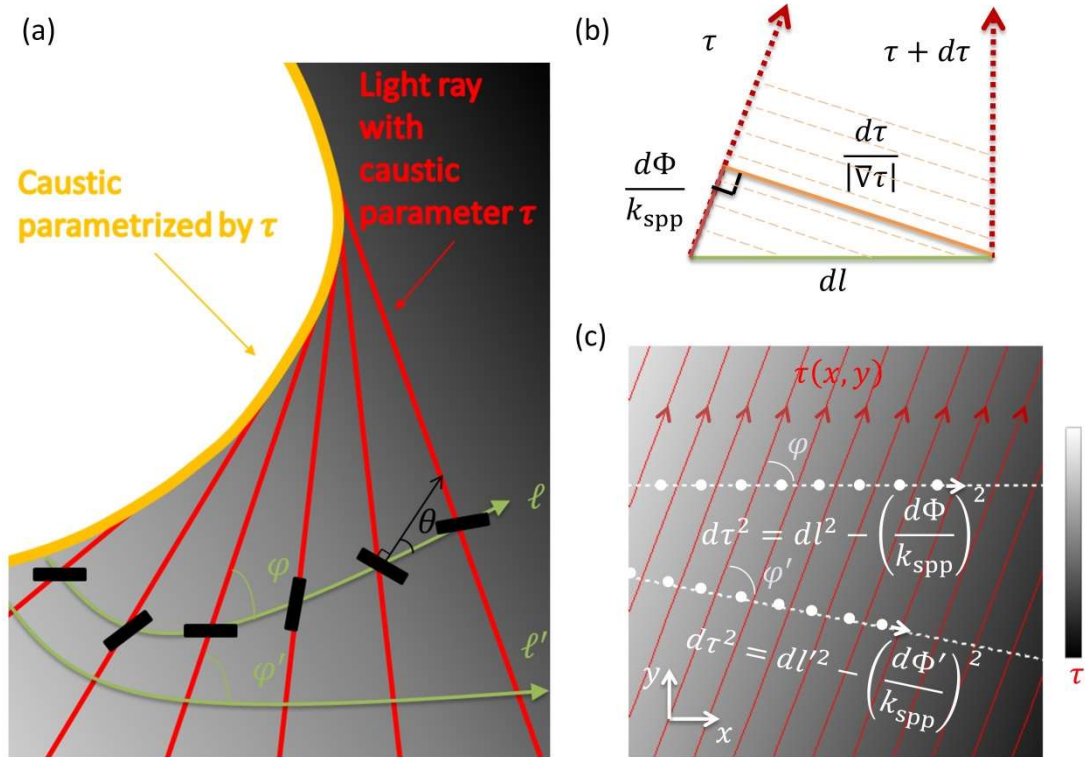 (a)
Light ray
with
caustic
parameter τ
Caustic
parametrized by τ
θ
ℓ
φ
φ′
ℓ′
(b)
τ
τ + dτ
dΦ
k_spp
dτ
|∇τ|
dl
(c)
τ(x, y)
φ
dτ² = dl² − (dΦ/k_spp)²
φ′
dτ² = dl′² − (dΦ′/k_spp)²
y
x
τ